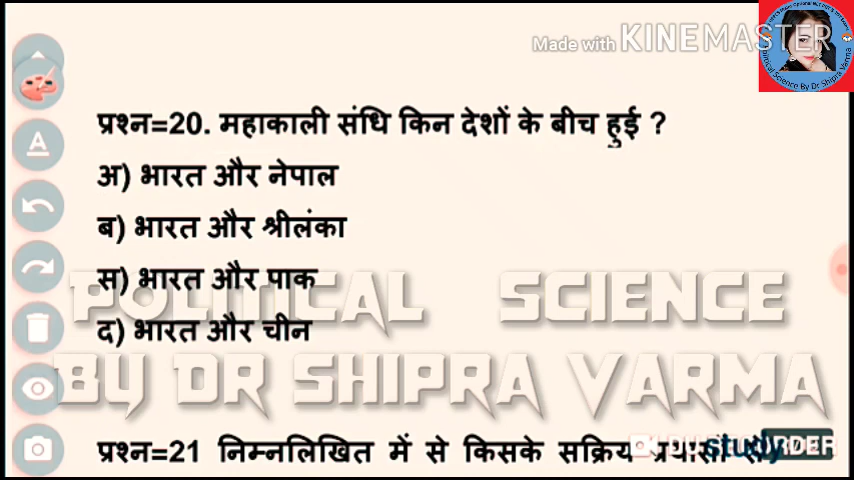 Made with KINEMASTER
प्रश्न=20. महाकाली संधि किन देशों के बीच हुई ?
अ) भारत और नेपाल
ब) भारत और श्रीलंका
स) भारत और पाक
द) भारत और चीन
POLITICAL SCIENCE
BY DR SHIPRA VARMA
प्रश्न=21 निम्नलिखित में से किसके सक्रिय प्रयासों से